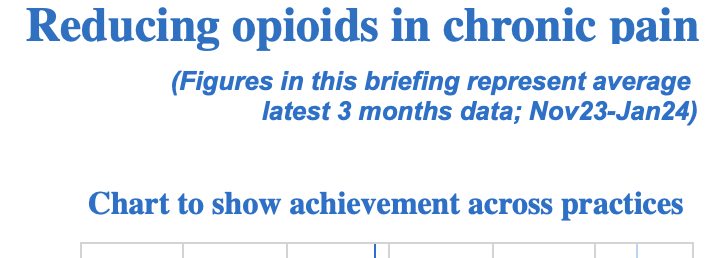 Reducing opioids in chronic pain
(Figures in this briefing represent average
latest 3 months data; Nov23-Jan24)
Chart to show achievement across practices